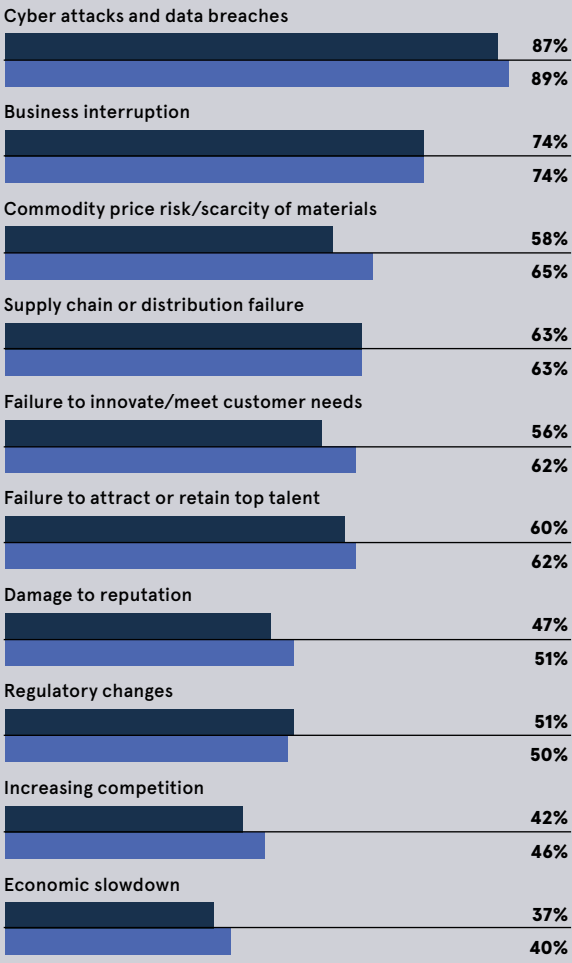 Cyber attacks and data breaches
87%
89%
Business interruption
74%
74%
Commodity price risk/scarcity of materials
58%
65%
Supply chain or distribution failure
63%
63%
Failure to innovate/meet customer needs
56%
62%
Failure to attract or retain top talent
60%
62%
Damage to reputation
47%
51%
Regulatory changes
51%
50%
Increasing competition
42%
46%
Economic slowdown
37%
40%